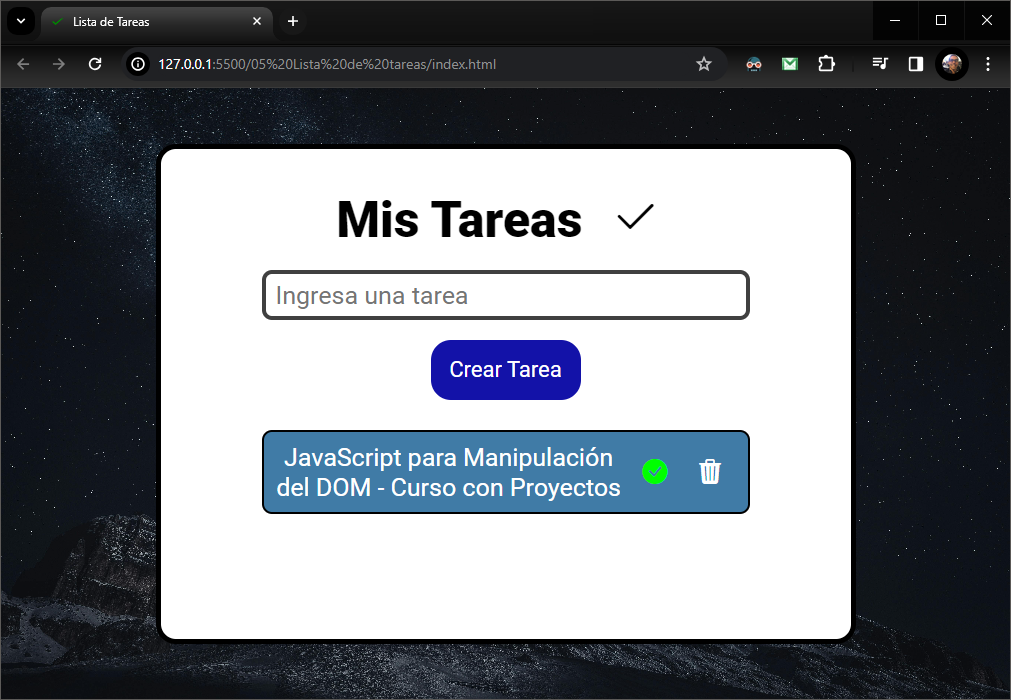 Lista de Tareas
127.0.0.1:5500/05%20Lista%20de%20tareas/index.html
Mis Tareas
Ingresa una tarea
Crear Tarea
JavaScript para Manipulación
del DOM - Curso con Proyectos